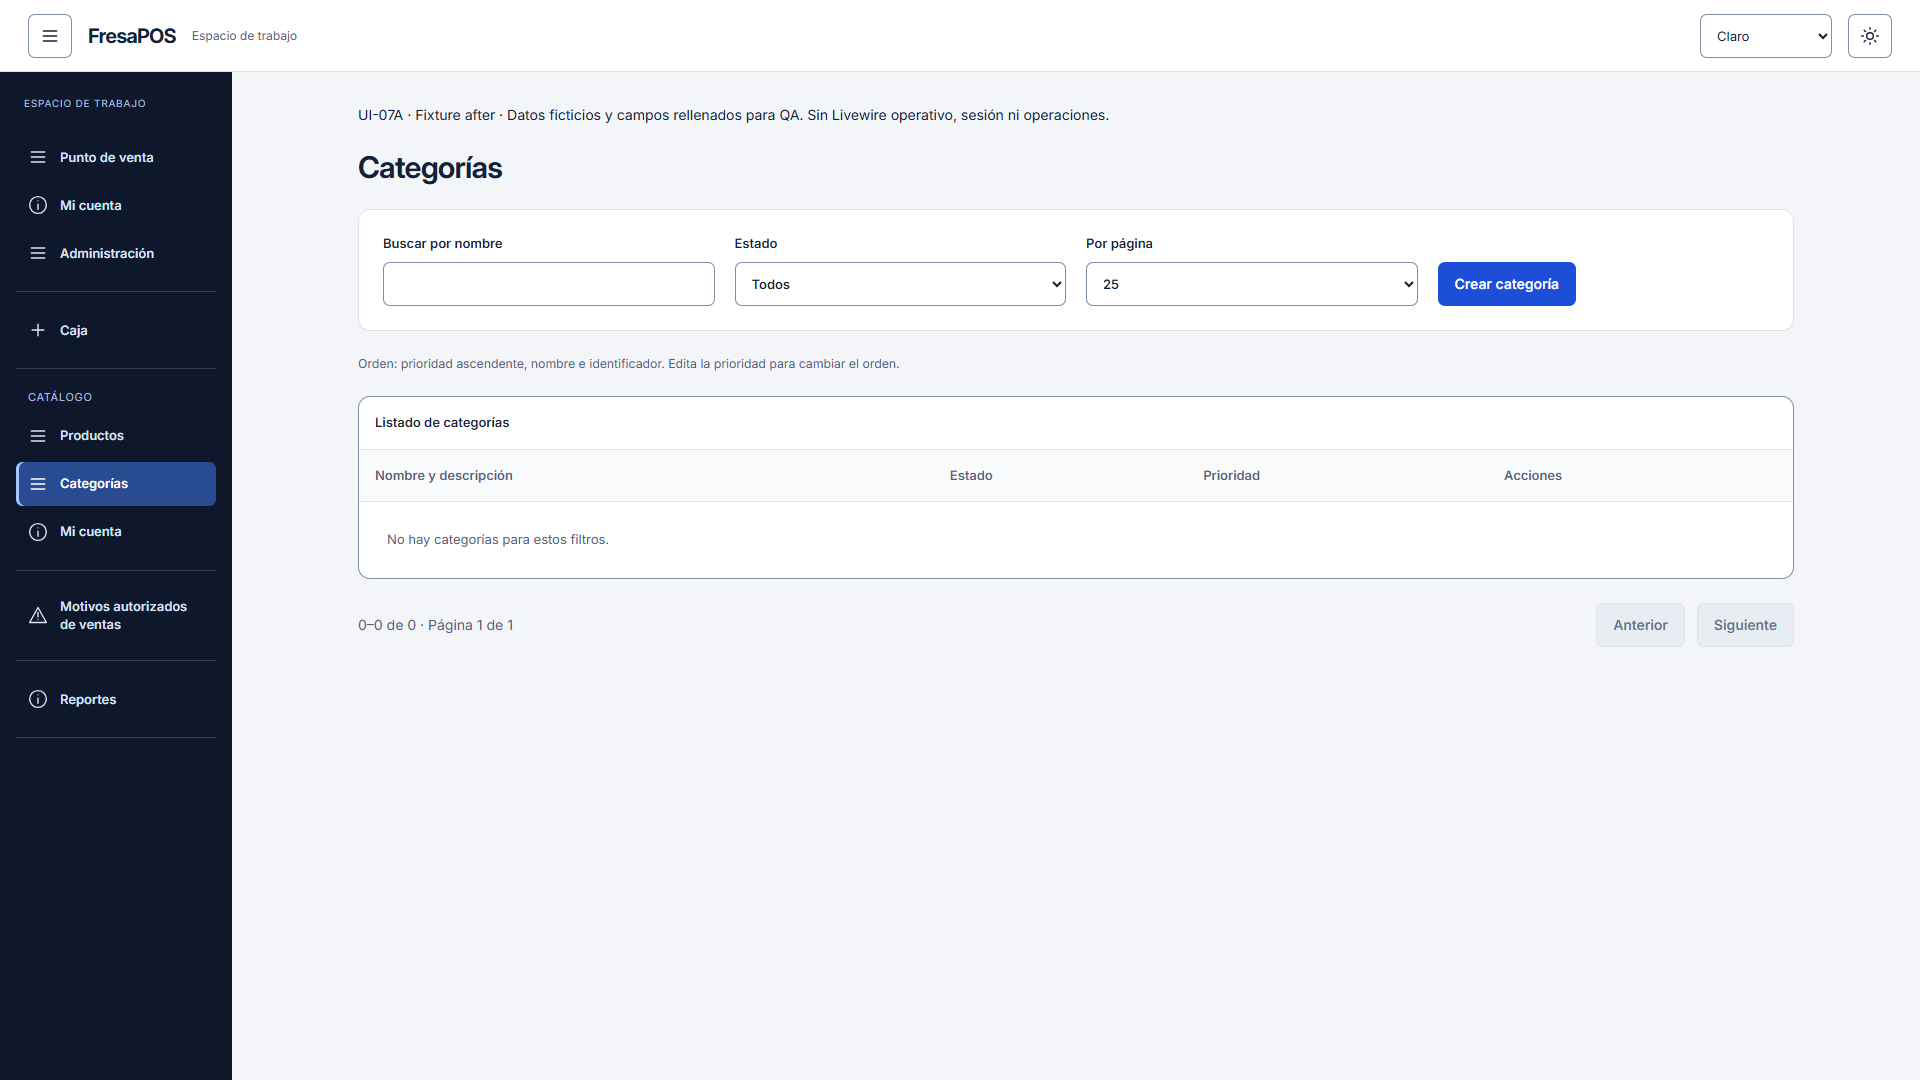 FresaPOS Espacio de trabajo Claro
ESPACIO DE TRABAJO
Punto de venta
Mi cuenta
Administración
Caja
CATÁLOGO
Productos
Categorías
Mi cuenta
Motivos autorizados
de ventas
Reportes
UI-07A · Fixture after · Datos ficticios y campos rellenados para QA. Sin Livewire operativo, sesión ni operaciones.
Categorías
Buscar por nombre Estado Por página
Todos 25 Crear categoría
Orden: prioridad ascendente, nombre e identificador. Edita la prioridad para cambiar el orden.
Listado de categorías
Nombre y descripción Estado Prioridad Acciones
No hay categorías para estos filtros.
0–0 de 0 · Página 1 de 1 Anterior Siguiente